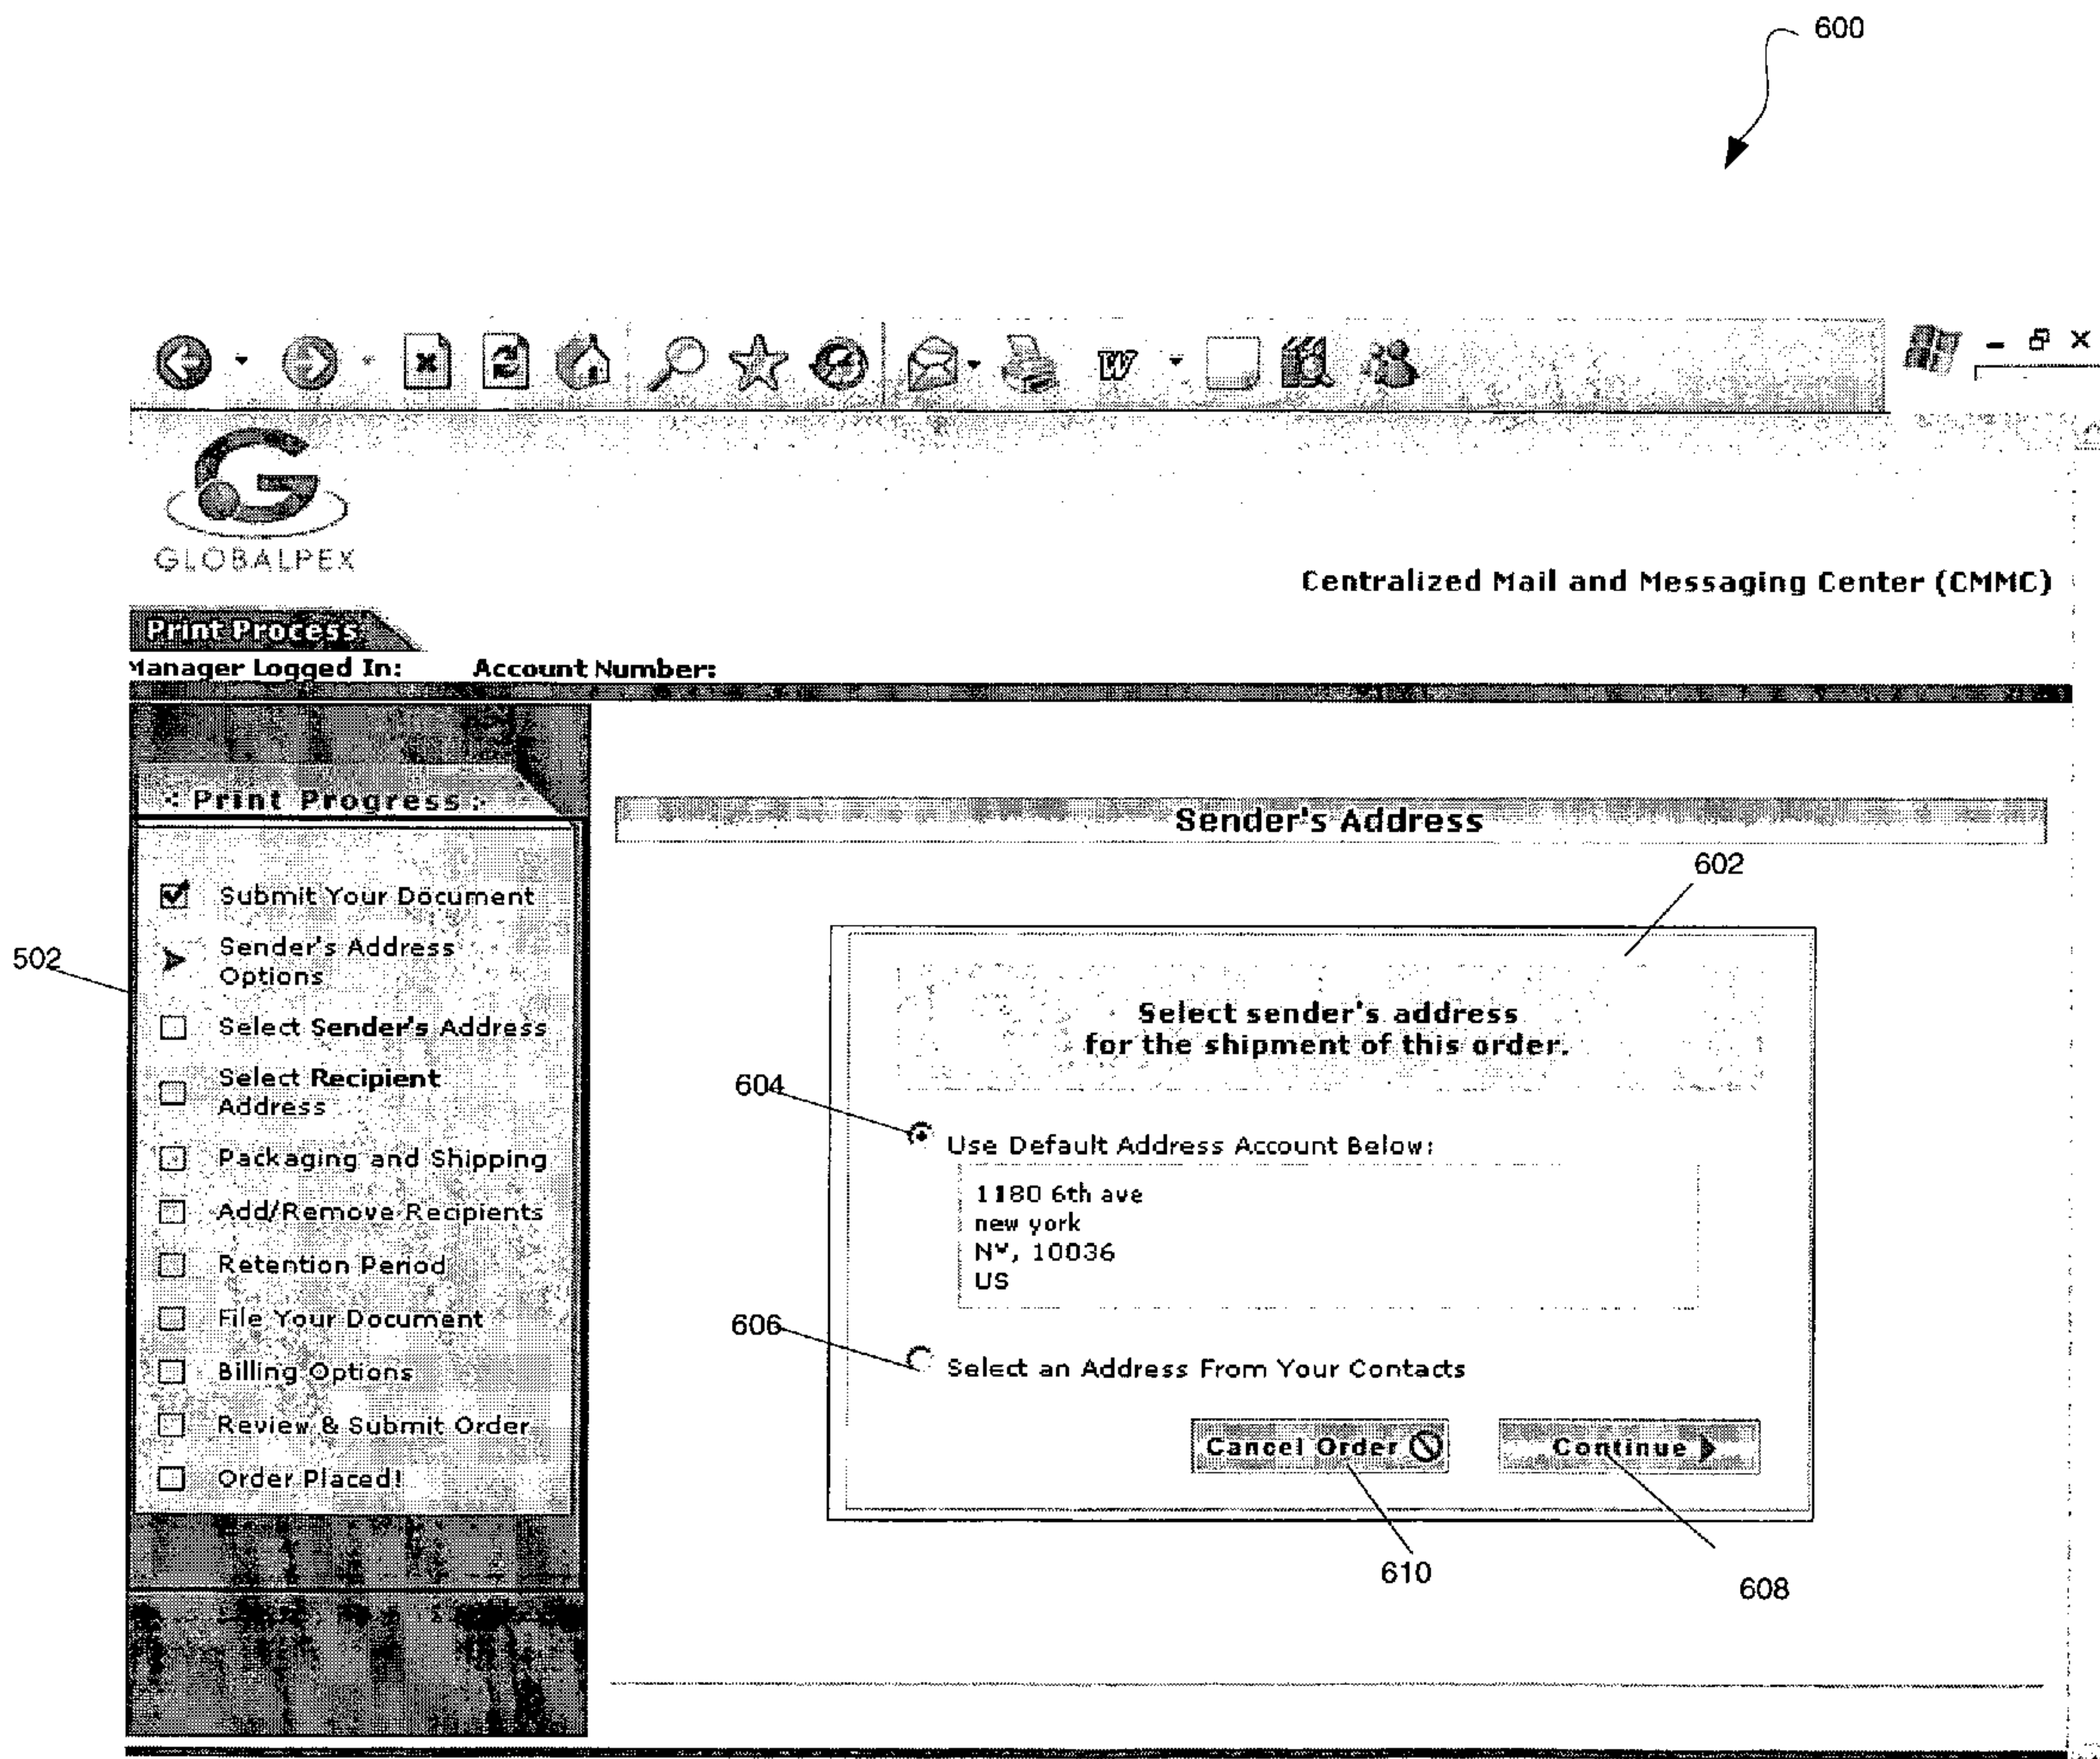 600
GLOBALPEX
Centralized Mail and Messaging Center (CMMC)
Print Process
Manager Logged In: Account Number:
< Print Progress >
Submit Your Document
Sender's Address
Options
Select Sender's Address
Select Recipient
Address
Packaging and Shipping
Add/Remove Recipients
Retention Period
File Your Document
Billing Options
Review & Submit Order
Order Placed!
502
Sender's Address
602
Select sender's address
for the shipment of this order.
604
Use Default Address Account Below:
1180 6th ave
new york
NY, 10036
US
606
Select an Address From Your Contacts
Cancel Order
Continue
610
608